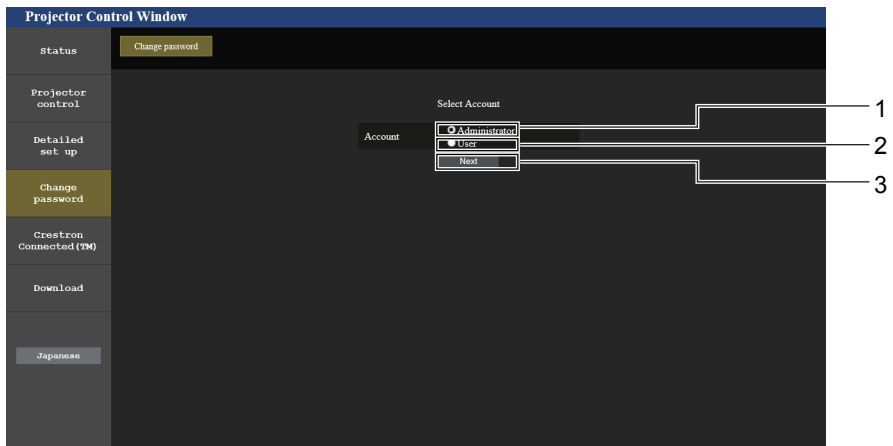 Projector Control Window
Status
Change password
Projector
control
Detailed
set up
Change
password
Crestron
Connected(TM)
Download
Japanese
Select Account
Account
Administrator
User
Next
1
2
3